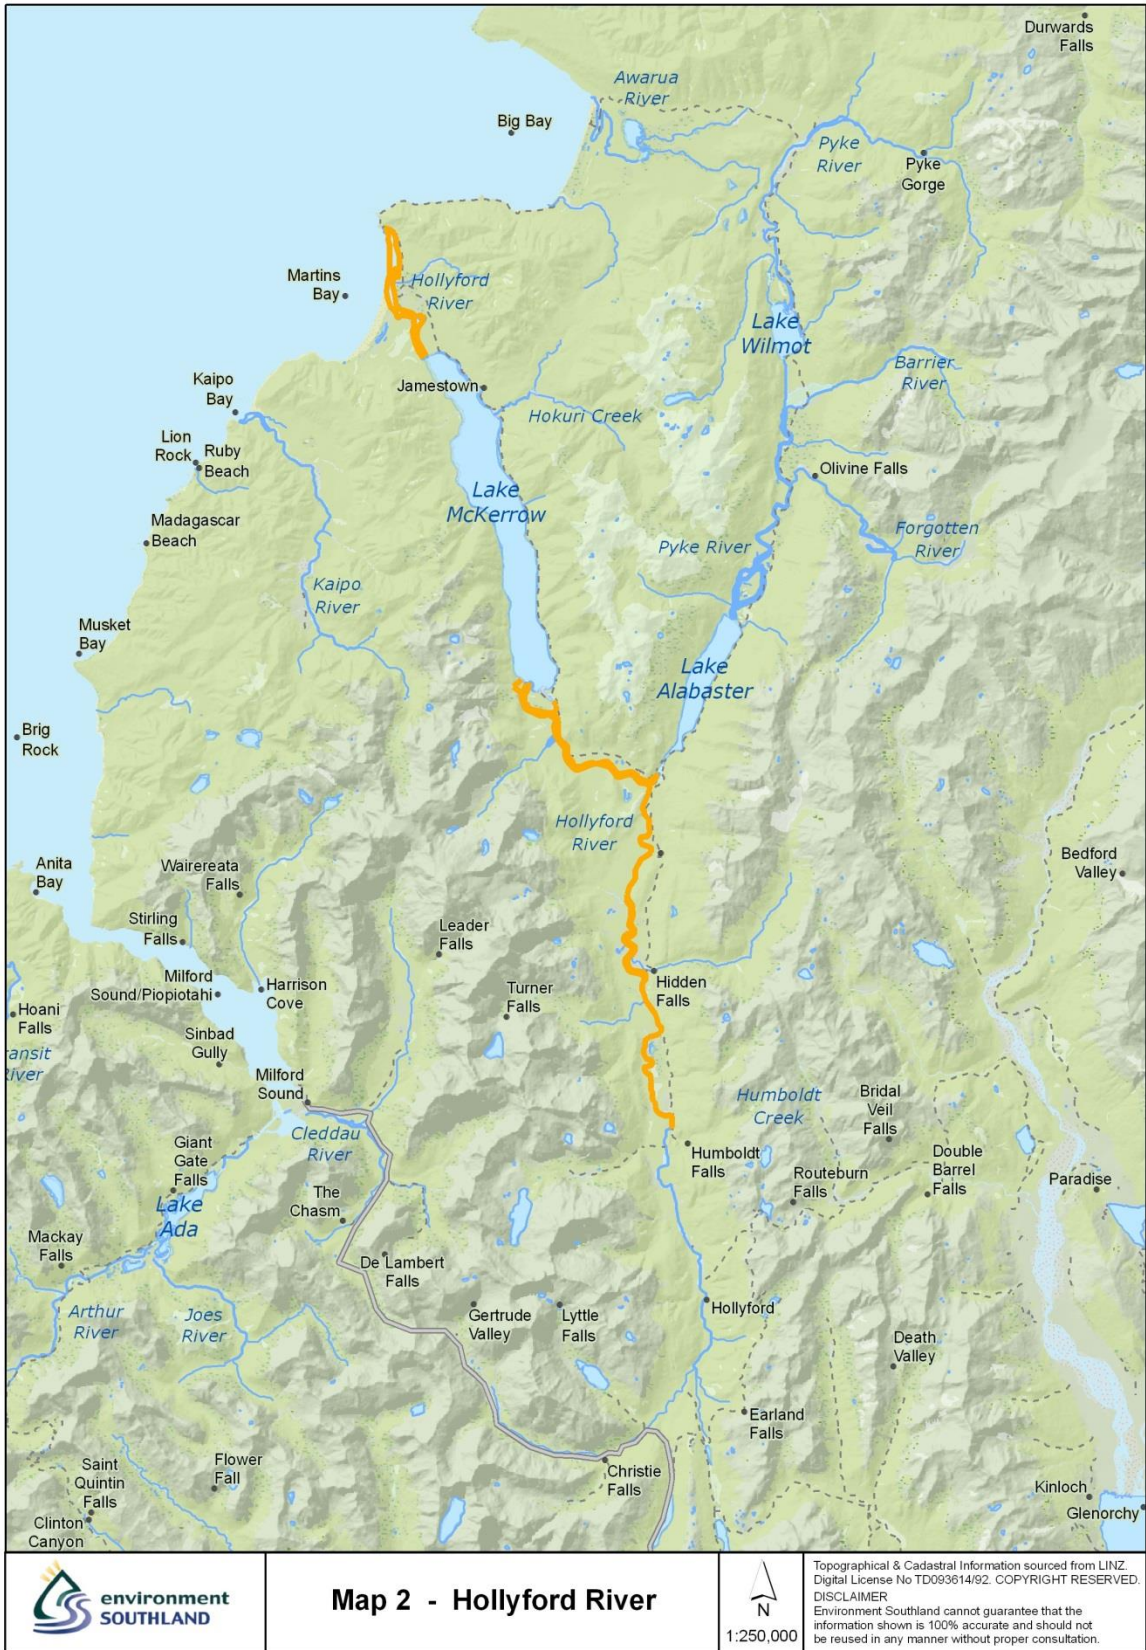 Durwards
Falls
Awarua
River
Big Bay
Pyke
River
Pyke
Gorge
Martins
Bay
Hollyford
River
Lake
Wilmot
Barrier
River
Kaipo
Bay
Jamestown
Hokuri Creek
Lion
Rock
Ruby
Beach
Olivine Falls
Lake
McKerrow
Madagascar
Beach
Forgotten
River
Pyke River
Kaipo
River
Musket
Bay
Lake
Alabaster
Brig
Rock
Hollyford
River
Anita
Bay
Wairereata
Falls
Bedford
Valley
Stirling
Falls
Leader
Falls
Milford
Sound/Piopiotahi
Harrison
Cove
Turner
Falls
Hidden
Falls
Hoani
Falls
Sinbad
Gully
ansit
River
Milford
Sound
Humboldt
Creek
Bridal
Veil
Falls
Cleddau
River
Giant
Gate
Falls
Humboldt
Falls
Double
Barrel
Falls
Routeburn
Falls
Paradise
The
Chasm
Lake
Ada
Mackay
Falls
De Lambert
Falls
Arthur
River
Joes
River
Gertrude
Valley
Lyttle
Falls
Hollyford
Death
Valley
Earland
Falls
Saint
Quintin
Falls
Flower
Fall
Christie
Falls
Kinloch
Glenorchy
Clinton
Canyon
environment
SOUTHLAND
Map 2 - Hollyford River
N
1:250,000
Topographical & Cadastral Information sourced from LINZ.
Digital License No TD093614/92. COPYRIGHT RESERVED.
DISCLAIMER
Environment Southland cannot guarantee that the
information shown is 100% accurate and should not
be reused in any manner without proper consultation.